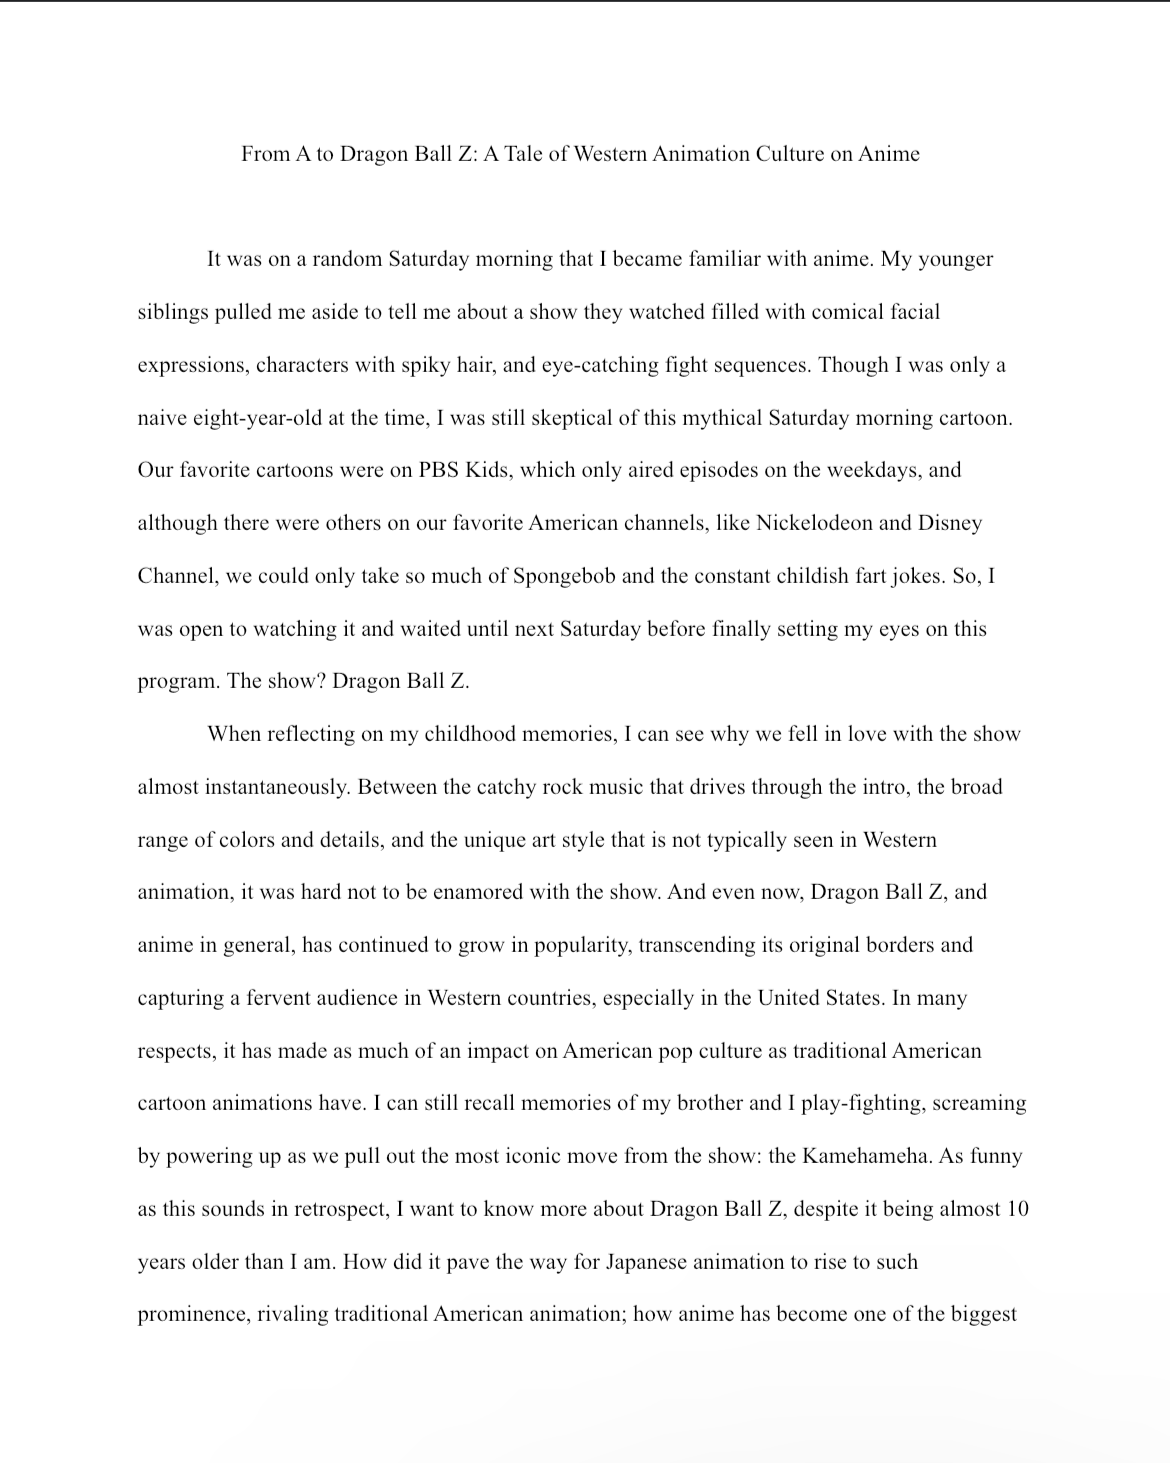 From A to Dragon Ball Z: A Tale of Western Animation Culture on Anime
It was on a random Saturday morning that I became familiar with anime. My younger
siblings pulled me aside to tell me about a show they watched filled with comical facial
expressions, characters with spiky hair, and eye-catching fight sequences. Though I was only a
naive eight-year-old at the time, I was still skeptical of this mythical Saturday morning cartoon.
Our favorite cartoons were on PBS Kids, which only aired episodes on the weekdays, and
although there were others on our favorite American channels, like Nickelodeon and Disney
Channel, we could only take so much of Spongebob and the constant childish fart jokes. So, I
was open to watching it and waited until next Saturday before finally setting my eyes on this
program. The show? Dragon Ball Z.
When reflecting on my childhood memories, I can see why we fell in love with the show
almost instantaneously. Between the catchy rock music that drives through the intro, the broad
range of colors and details, and the unique art style that is not typically seen in Western
animation, it was hard not to be enamored with the show. And even now, Dragon Ball Z, and
anime in general, has continued to grow in popularity, transcending its original borders and
capturing a fervent audience in Western countries, especially in the United States. In many
respects, it has made as much of an impact on American pop culture as traditional American
cartoon animations have. I can still recall memories of my brother and I play-fighting, screaming
by powering up as we pull out the most iconic move from the show: the Kamehameha. As funny
as this sounds in retrospect, I want to know more about Dragon Ball Z, despite it being almost 10
years older than I am. How did it pave the way for Japanese animation to rise to such
prominence, rivaling traditional American animation; how anime has become one of the biggest